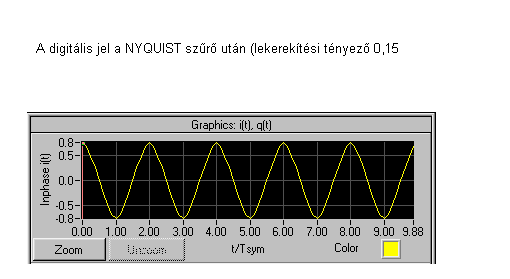 A digitális jel a NYQUIST szűrő után (lekerekítési tényező 0,15
Graphics: i(t), q(t)
Inphase i(t)
0.8
0.5
0.0
-0.5
-0.8
0.00 1.00 2.00 3.00 4.00 5.00 6.00 7.00 8.00 9.00 9.88
Zoom Unzoom t/Tsym Color